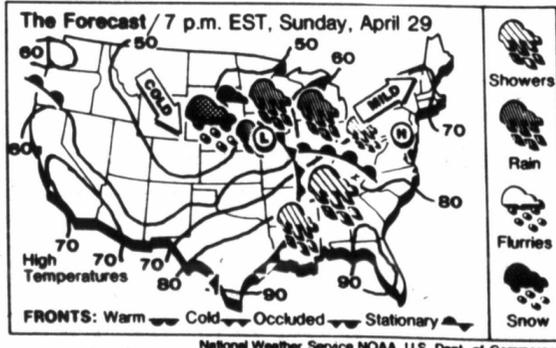 The Forecast / 7 p.m. EST, Sunday, April 29
60
50
50
60
COLD
MILD
L
H
60
70
80
70
70
70
80
90
90
High
Temperatures
FRONTS: Warm Cold Occluded Stationary
Showers
Rain
Flurries
Snow
National Weather Service NOAA U.S. Dept. of